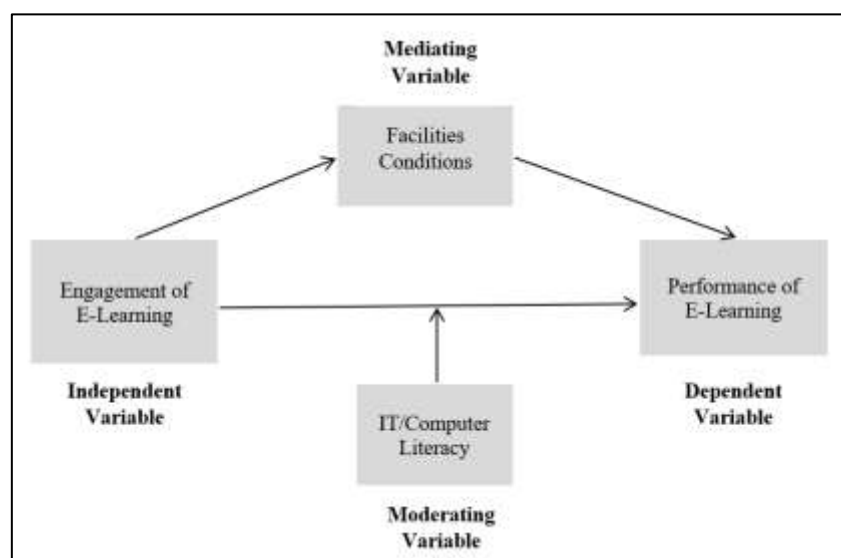 Mediating
Variable
Facilities
Conditions
Engagement of
E-Learning
Performance of
E-Learning
Independent
Variable
Dependent
Variable
IT/Computer
Literacy
Moderating
Variable